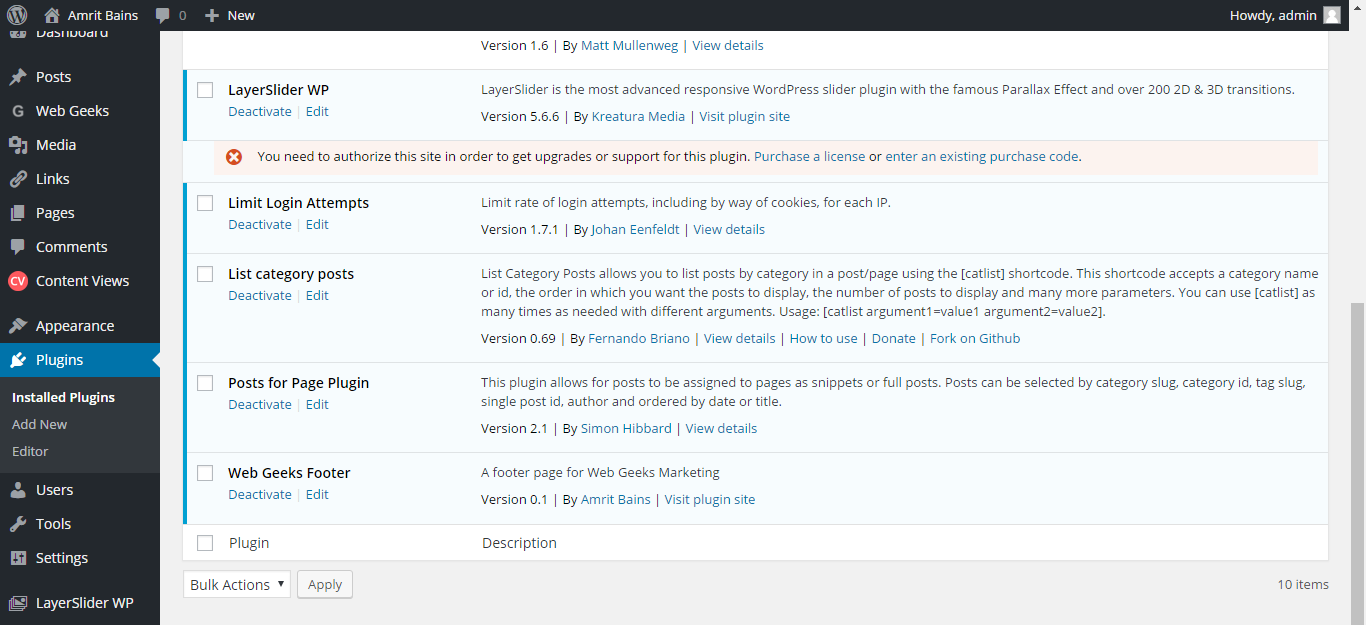 Amrit Bains
0
New
Howdy, admin
Dashboard
Posts
G Web Geeks
Media
Links
Pages
Comments
CV Content Views
Appearance
Plugins
Installed Plugins
Add New
Editor
Users
Tools
Settings
LayerSlider WP
Version 1.6 | By Matt Mullenweg | View details
LayerSlider WP
Deactivate | Edit
LayerSlider is the most advanced responsive WordPress slider plugin with the famous Parallax Effect and over 200 2D & 3D transitions.
Version 5.6.6 | By Kreatura Media | Visit plugin site
You need to authorize this site in order to get upgrades or support for this plugin. Purchase a license or enter an existing purchase code.
Limit Login Attempts
Deactivate | Edit
Limit rate of login attempts, including by way of cookies, for each IP.
Version 1.7.1 | By Johan Eenfeldt | View details
List category posts
Deactivate | Edit
List Category Posts allows you to list posts by category in a post/page using the [catlist] shortcode. This shortcode accepts a category name
or id, the order in which you want the posts to display, the number of posts to display and many more parameters. You can use [catlist] as
many times as needed with different arguments. Usage: [catlist argument1=value1 argument2=value2].
Version 0.69 | By Fernando Briano | View details | How to use | Donate | Fork on Github
Posts for Page Plugin
Deactivate | Edit
This plugin allows for posts to be assigned to pages as snippets or full posts. Posts can be selected by category slug, category id, tag slug,
single post id, author and ordered by date or title.
Version 2.1 | By Simon Hibbard | View details
Web Geeks Footer
Deactivate | Edit
A footer page for Web Geeks Marketing
Version 0.1 | By Amrit Bains | Visit plugin site
Plugin
Description
Bulk Actions
Apply
10 items